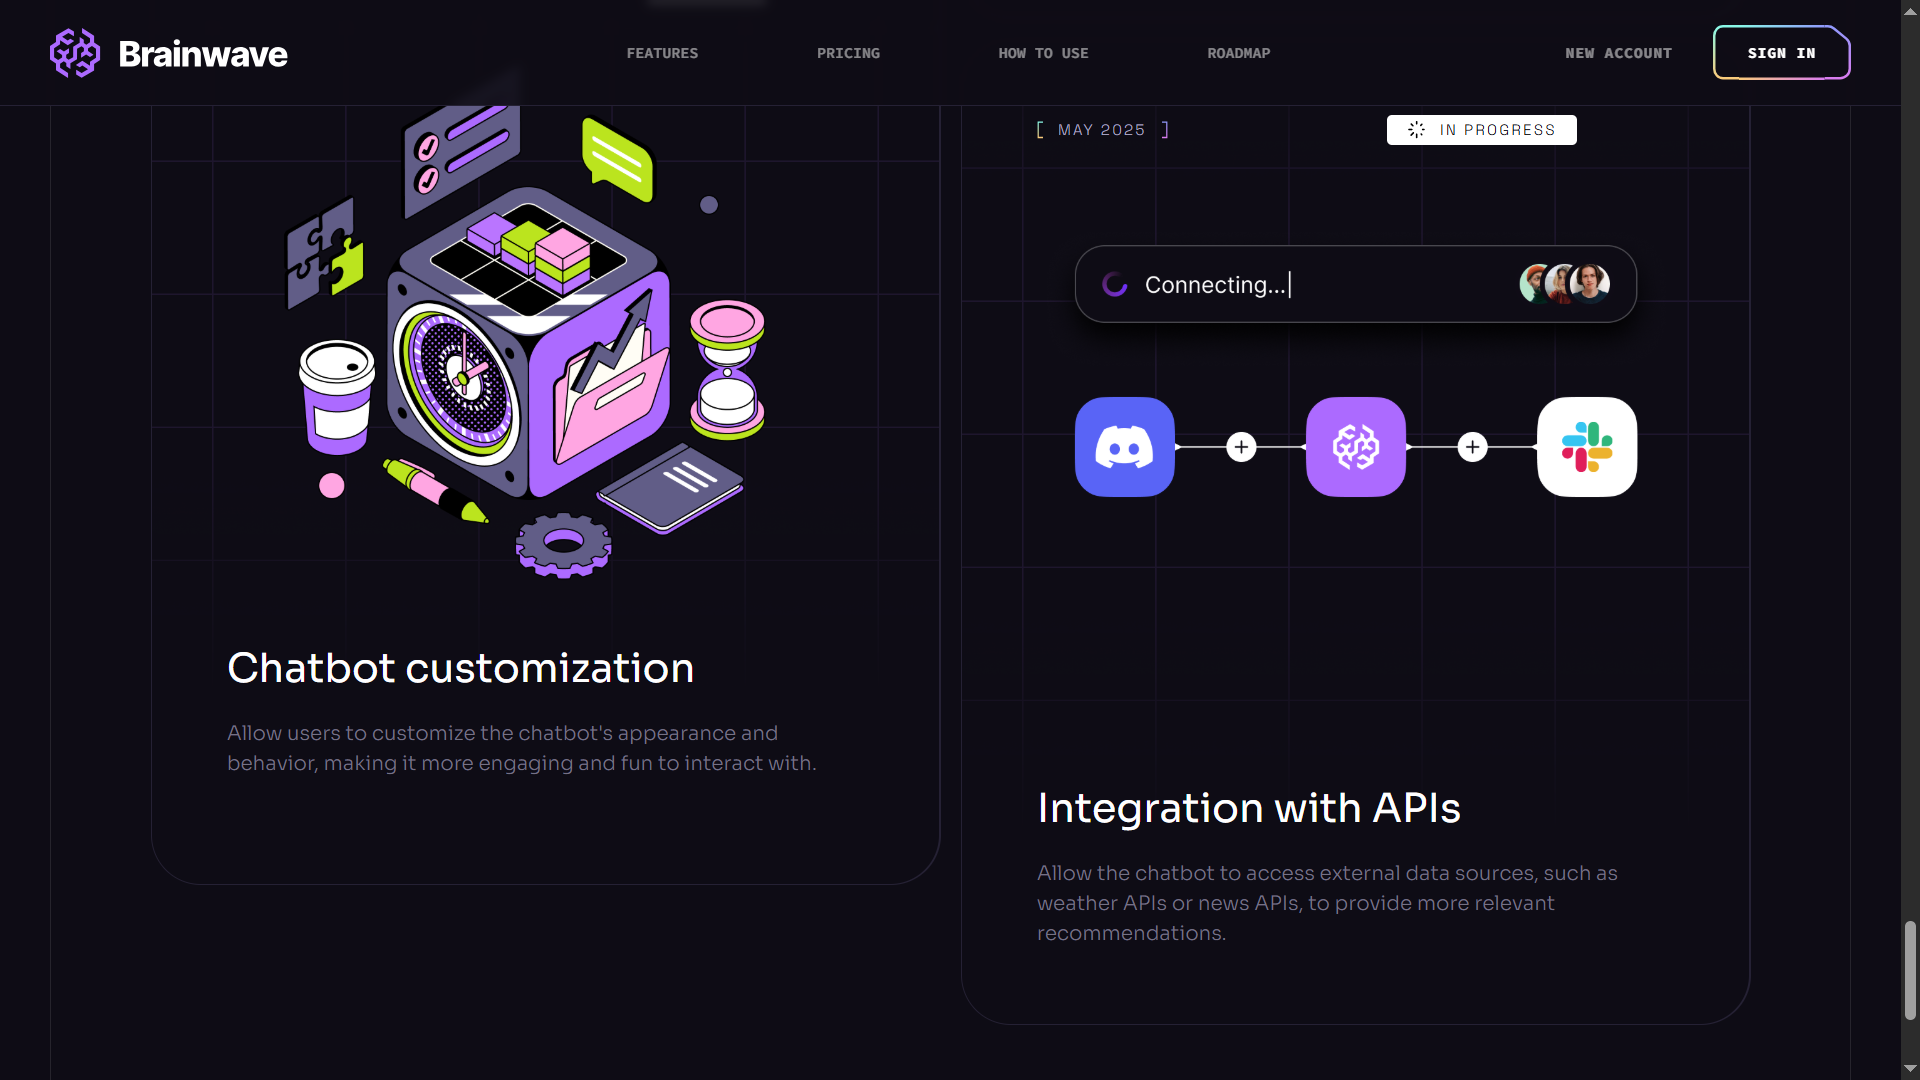 Brainwave
FEATURES
PRICING
HOW TO USE
ROADMAP
NEW ACCOUNT
SIGN IN
[ MAY 2025 ]
IN PROGRESS
Connecting...
Chatbot customization
Allow users to customize the chatbot's appearance and
behavior, making it more engaging and fun to interact with.
Integration with APIs
Allow the chatbot to access external data sources, such as
weather APIs or news APIs, to provide more relevant
recommendations.